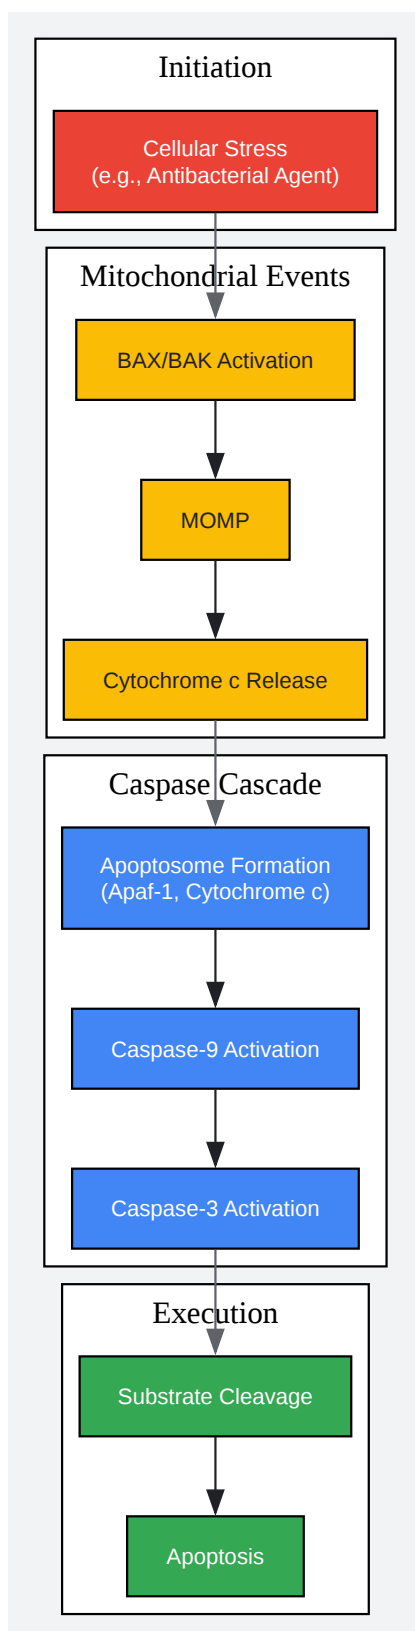 Initiation
Cellular Stress
(e.g., Antibacterial Agent)
Mitochondrial Events
BAX/BAK Activation
MOMP
Cytochrome c Release
Caspase Cascade
Apoptosome Formation
(Apaf-1, Cytochrome c)
Caspase-9 Activation
Caspase-3 Activation
Execution
Substrate Cleavage
Apoptosis